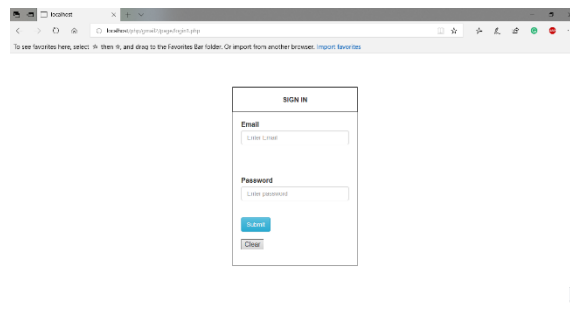 localhost
localhost/php/gmail/page/login1.php
To see favorites here, select ☆ then ☆, and drag to the Favorites Bar folder. Or import from another browser. Import favorites
SIGN IN
Email
Enter Email
Password
Enter password
Submit
Clear